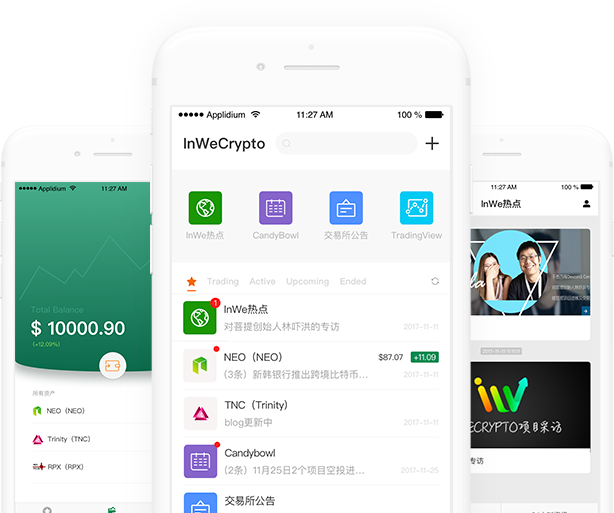 Applidium
11:27 AM
Total Balance
$ 10000.90
(+12.09%)
所有资产
NEO（NEO）
Trinity（TNC）
RPX（RPX）
Applidium
11:27 AM
100 %
InWeCrypto
InWe热点
CandyBowl
交易所公告
TradingView
Trading
Active
Upcoming
Ended
1
InWe热点
对菩提创始人林吓洪的专访
2017-11-11
NEO（NEO）
$87.07
+11.09
(3条）新韩银行推出跨境比特币...
2017-11-11
TNC（Trinity）
blog更新中
2017-11-11
Candybowl
(2条）11月25日2个项目空投进...
2017-11-25
交易所公告
11:27 AM
100 %
InWe热点
ECRYPTO项目采访
专访